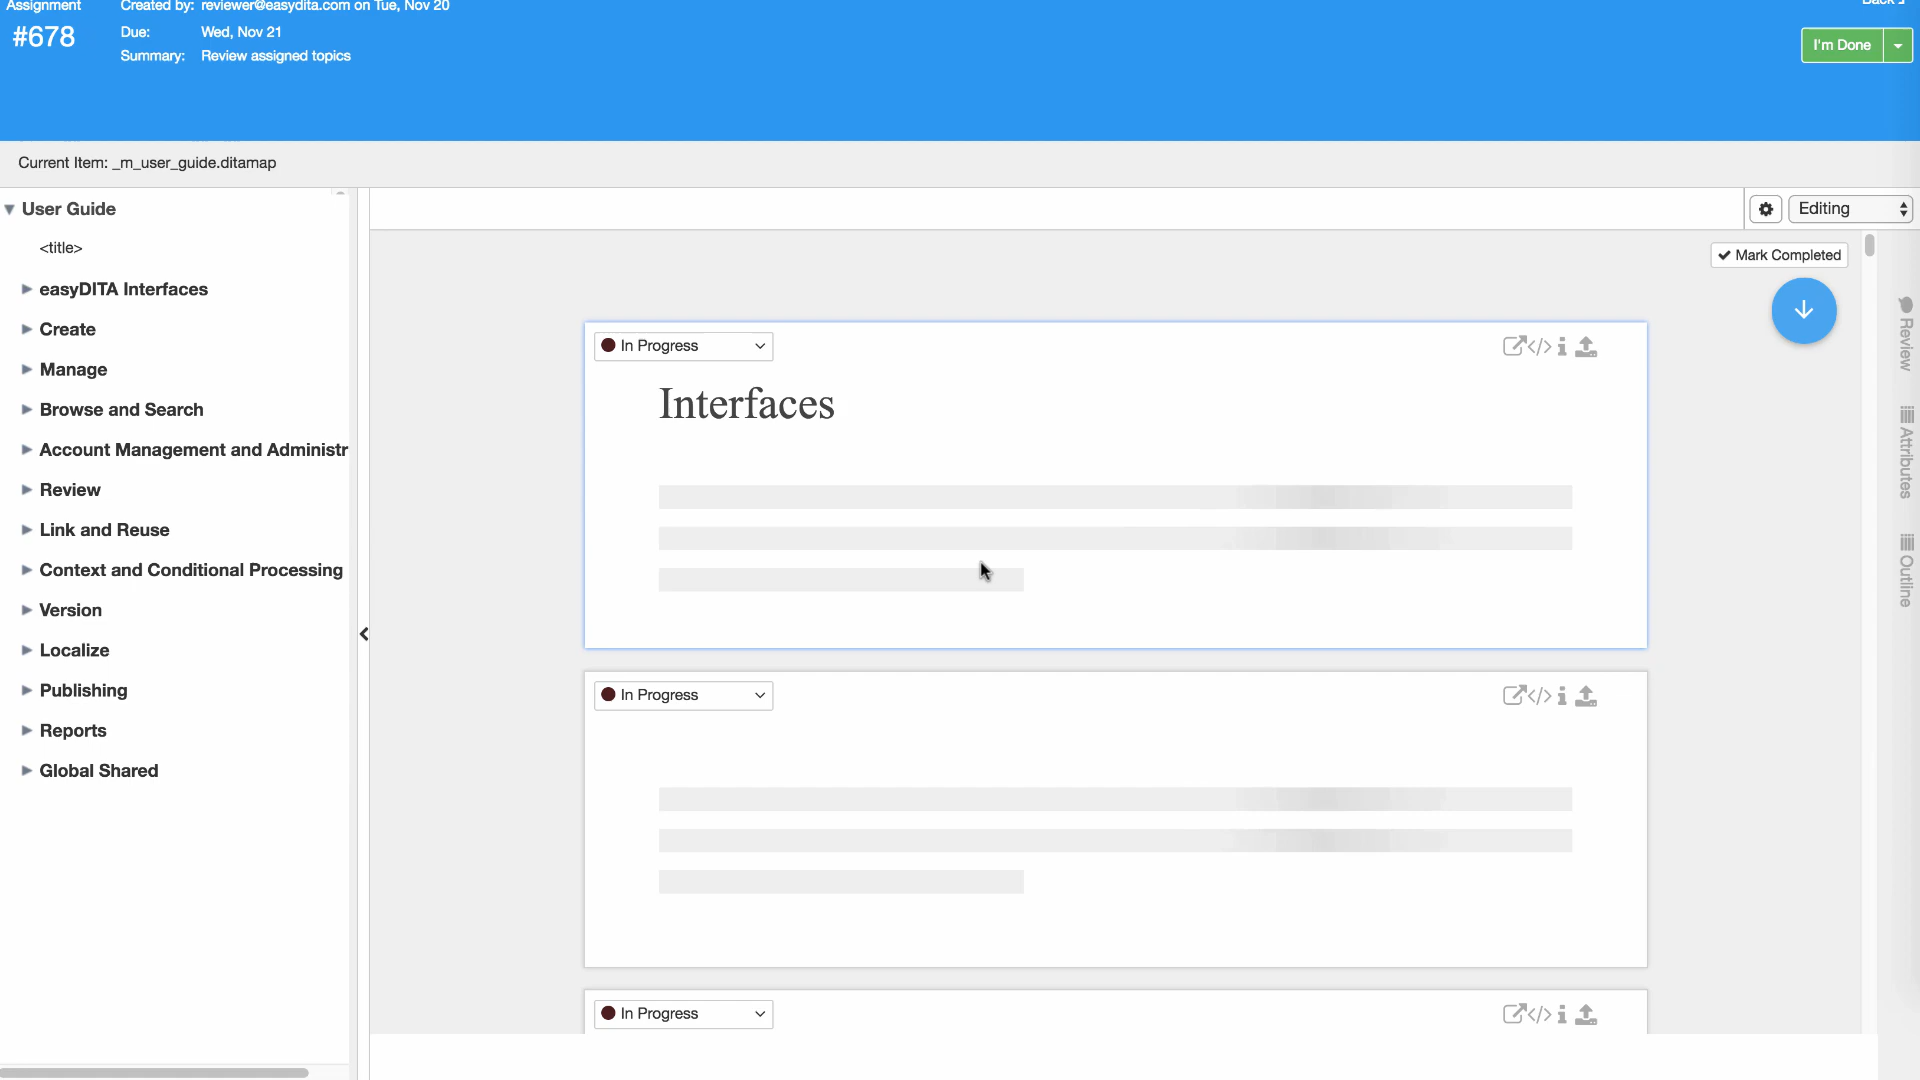 Assignment
#678
Created by: reviewer@easydita.com on Tue, Nov 20
Due: Wed, Nov 21
Summary: Review assigned topics
I'm Done
Current Item: _m_user_guide.ditamap
User Guide
<title>
easyDITA Interfaces
Create
Manage
Browse and Search
Account Management and Administr
Review
Link and Reuse
Context and Conditional Processing
Version
Localize
Publishing
Reports
Global Shared
Editing
Mark Completed
In Progress
Interfaces
In Progress
In Progress
Review
Attributes
Outline